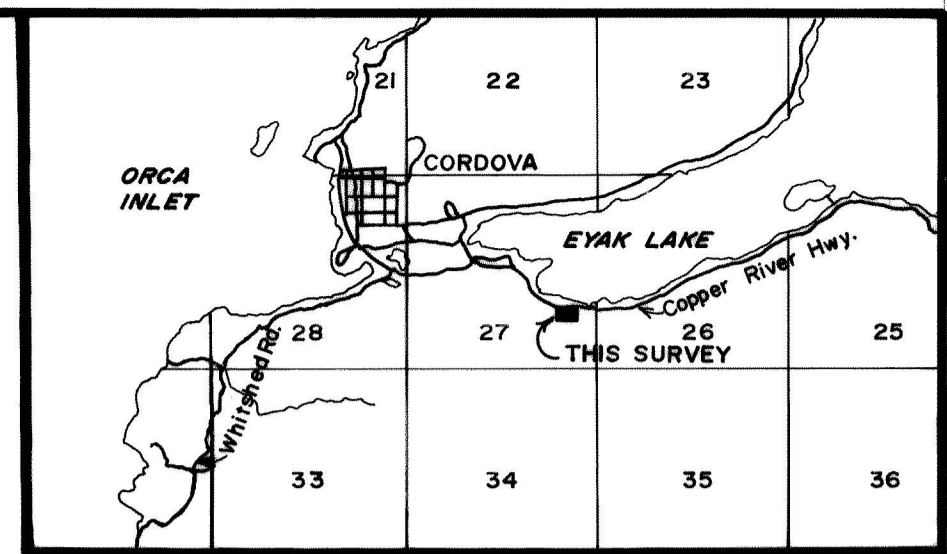 21
22
23
CORDOVA
ORCA
INLET
EYAK LAKE
Copper River Hwy.
28
27
26
25
THIS SURVEY
Whitshed Rd.
33
34
35
36